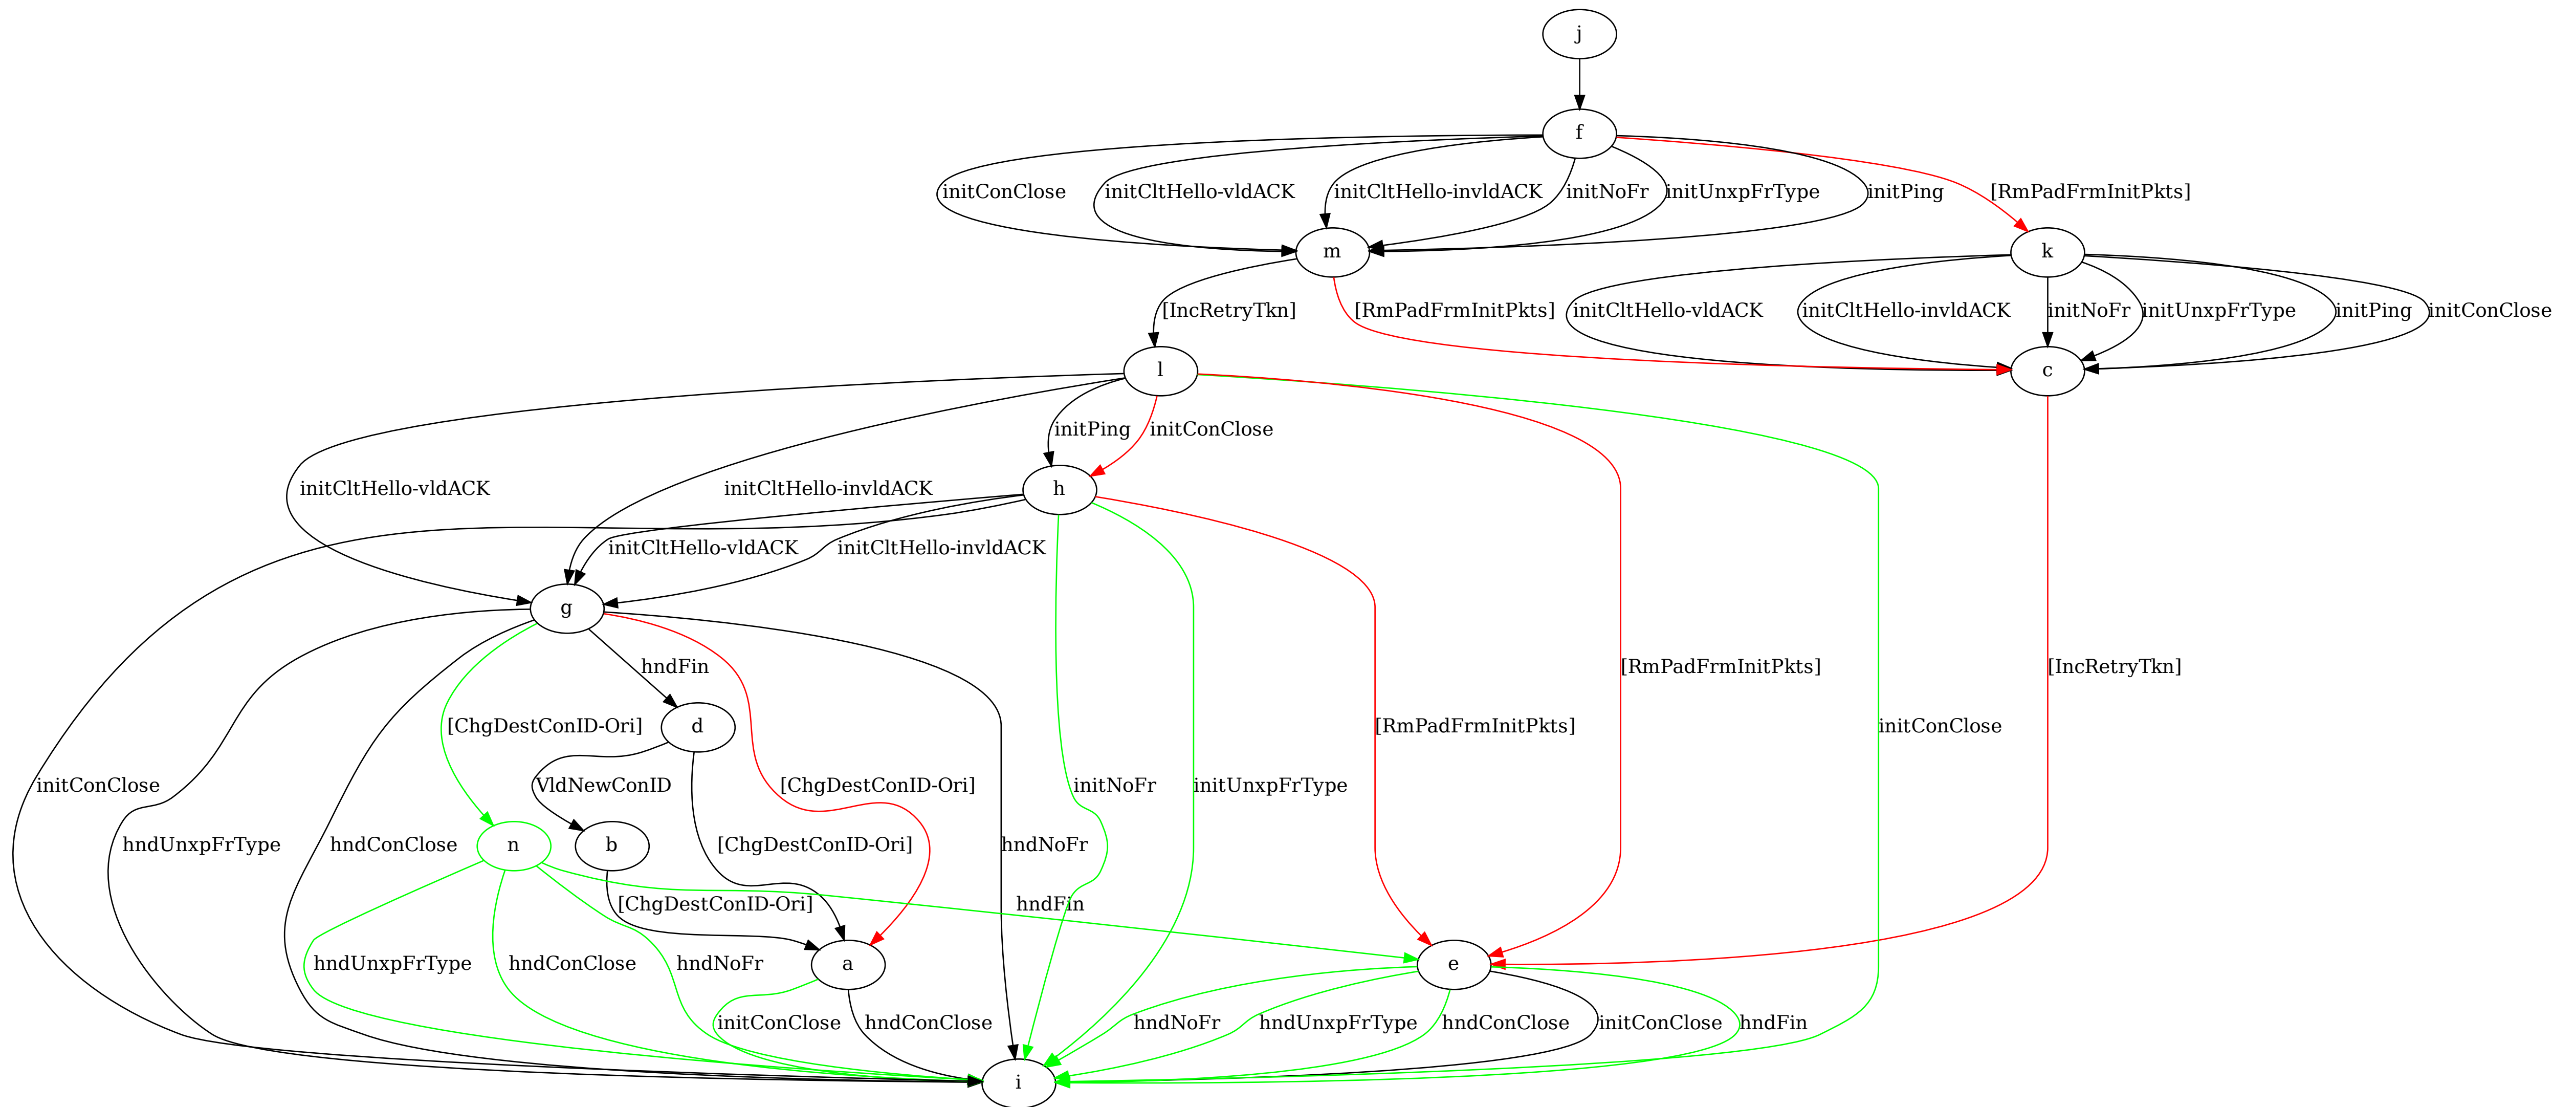 j
f
initConClose
initCltHello-vldACK
initCltHello-invldACK
initNoFr
initUnxpFrType
initPing
[RmPadFrmInitPkts]
m
k
[IncRetryTkn]
[RmPadFrmInitPkts]
initCltHello-vldACK
initCltHello-invldACK
initNoFr
initUnxpFrType
initPing
initConClose
l
c
initPing
initConClose
initCltHello-vldACK
initCltHello-invldACK
h
initCltHello-vldACK
initCltHello-invldACK
g
hndFin
[RmPadFrmInitPkts]
[IncRetryTkn]
[ChgDestConID-Ori]
d
[RmPadFrmInitPkts]
initConClose
initConClose
VldNewConID
[ChgDestConID-Ori]
initNoFr
initUnxpFrType
hndUnxpFrType
hndConClose
n
b
[ChgDestConID-Ori]
hndNoFr
[ChgDestConID-Ori]
hndFin
hndUnxpFrType
hndConClose
hndNoFr
a
e
initConClose
hndConClose
hndNoFr
hndUnxpFrType
hndConClose
initConClose
hndFin
i